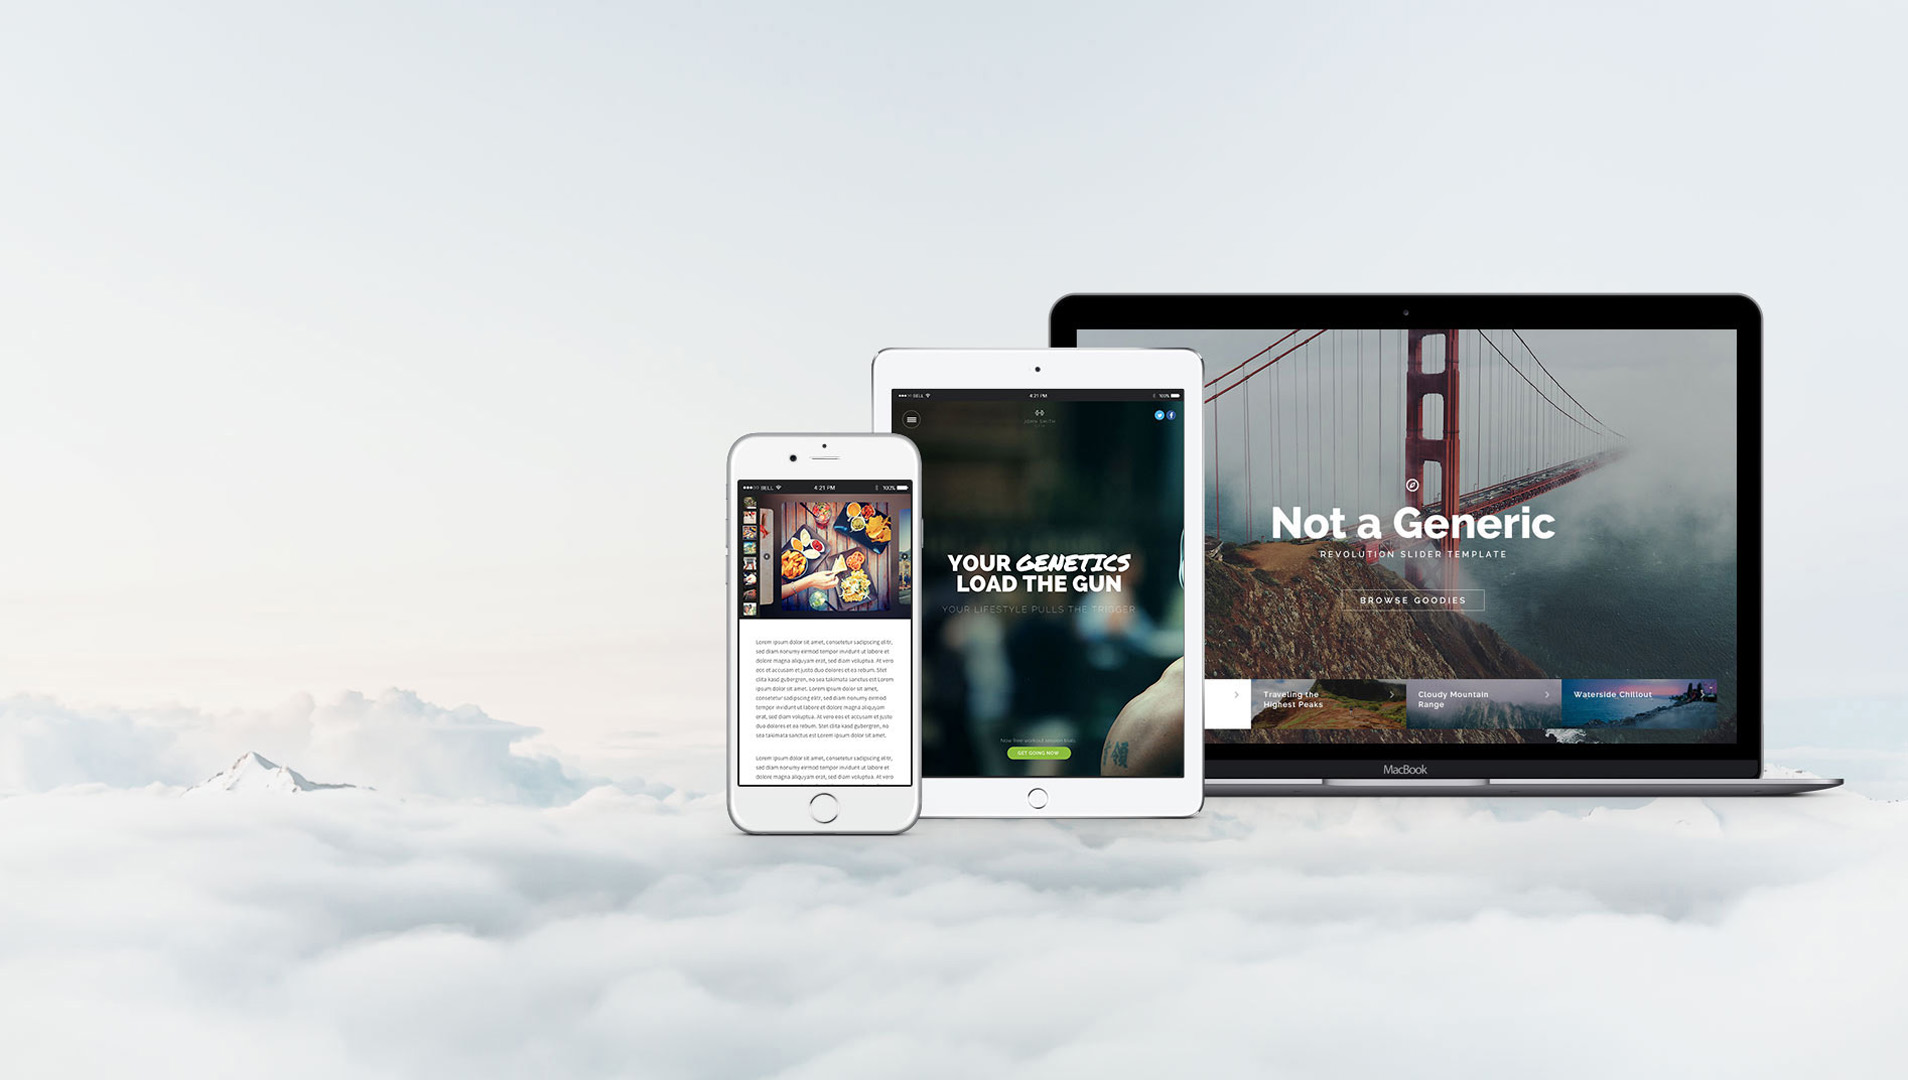 BELL
4:21 PM
100%
Lorem ipsum dolor sit amet, consetetur sadipscing elitr,
sed diam nonumy eirmod tempor invidunt ut labore et
dolore magna aliquyam erat, sed diam voluptua. At vero
eos et accusam et justo duo dolores et ea rebum. Stet
clita kasd gubergren, no sea takimata sanctus est Lorem
ipsum dolor sit amet. Lorem ipsum dolor sit amet,
consetetur sadipscing elitr, sed diam nonumy eirmod
tempor invidunt ut labore et dolore magna aliquyam
erat, sed diam voluptua. At vero eos et accusam et justo
duo dolores et ea rebum. Stet clita kasd gubergren, no
sea takimata sanctus est Lorem ipsum dolor sit amet.
Lorem ipsum dolor sit amet, consetetur sadipscing elitr,
sed diam nonumy eirmod tempor invidunt ut labore et
dolore magna aliquyam erat, sed diam voluptua. At vero
BELL
4:21 PM
100%
JOHN SMITH
YOUR GENETICS
LOAD THE GUN
YOUR LIFESTYLE PULLS THE TRIGGER
GET GOING NOW
Not a Generic
REVOLUTION SLIDER TEMPLATE
BROWSE GOODIES
Traveling the
Highest Peaks
Cloudy Mountain
Range
Waterside Chillout
MacBook